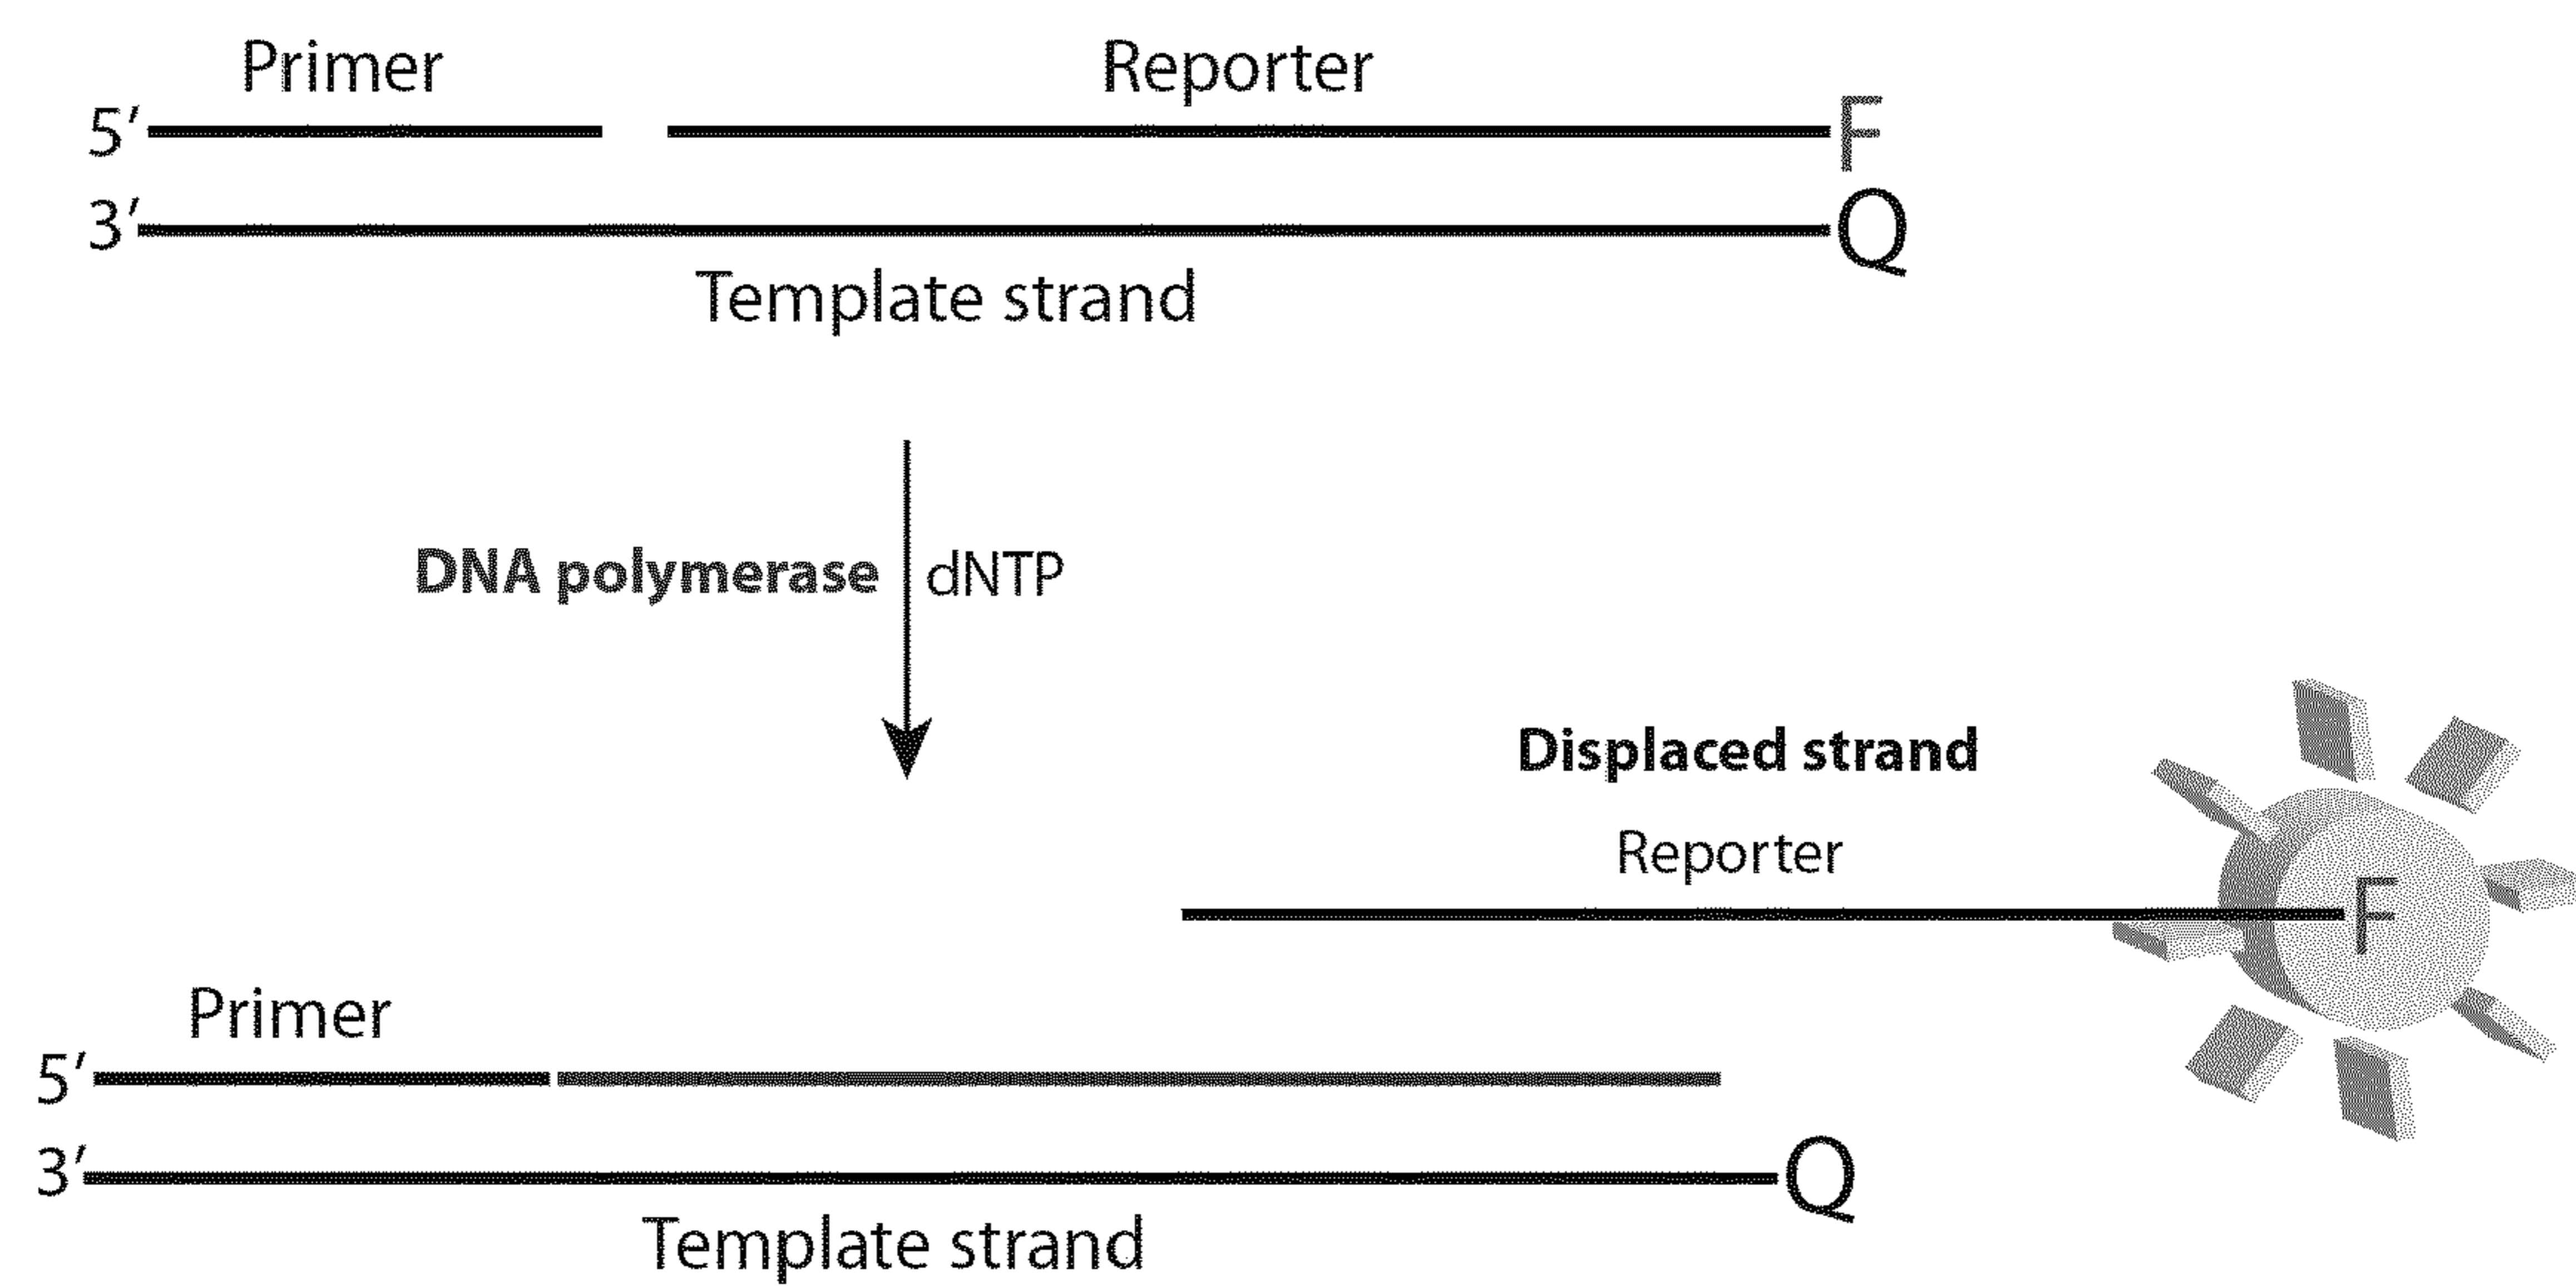 Primer Reporter
5′ F
3′ Q
Template strand
DNA polymerase dNTP
Displaced strand
Reporter
F
Primer
5′
3′ Q
Template strand